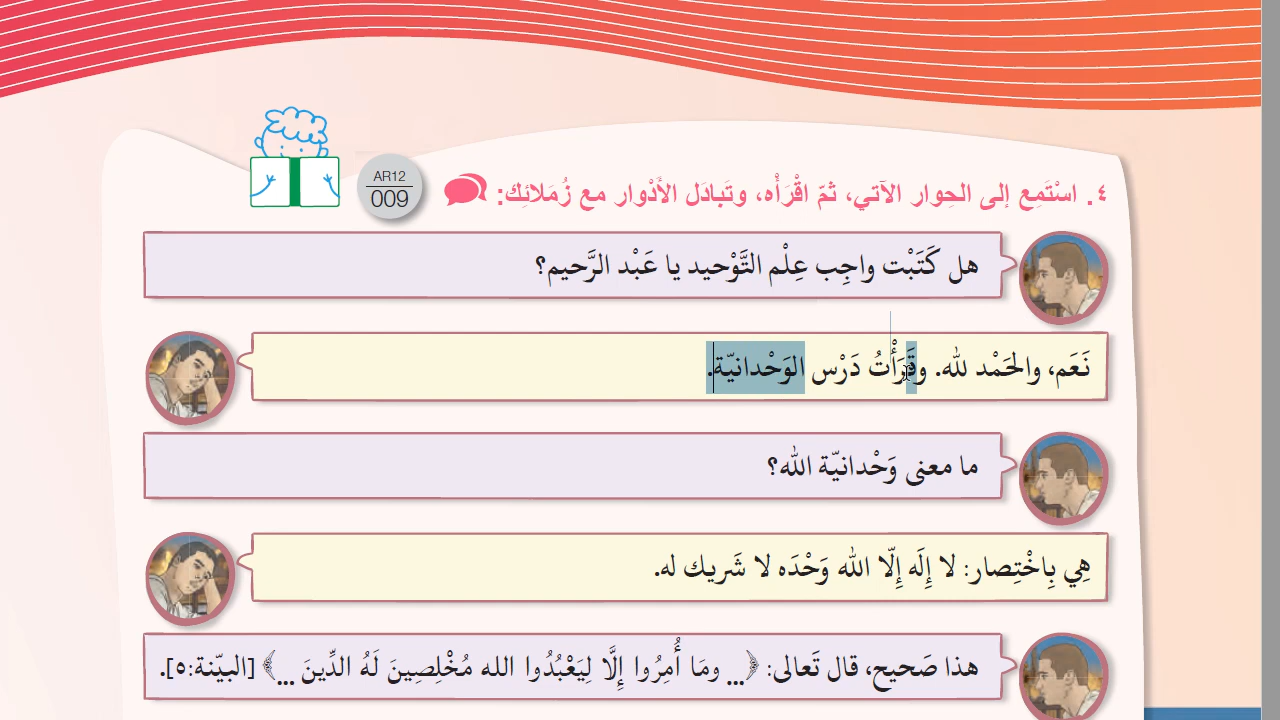 AR12
009
٤. اسْتَمِع إلى الحِوار الآتي، ثمّ اقْرَأْه، وتَبادَل الأَدْوار مع زُمَلائِك:
هل كَتَبْت واجِب عِلْم التَّوْحيد يا عَبْد الرَّحيم؟
نَعَم، والحَمْد لله. وقَرَأْتُ دَرْس الوَحْدانيّة.
ما معنى وَحْدانيّة الله؟
هِي بِاخْتِصار: لا إِلَه إِلّا الله وَحْدَه لا شَريك له.
هذا صَحيح، قال تَعالى: ﴿... ومَا أُمِرُوا إِلَّا لِيَعْبُدُوا الله مُخْلِصِينَ لَهُ الدِّينَ ...﴾ [البيّنة:٥].